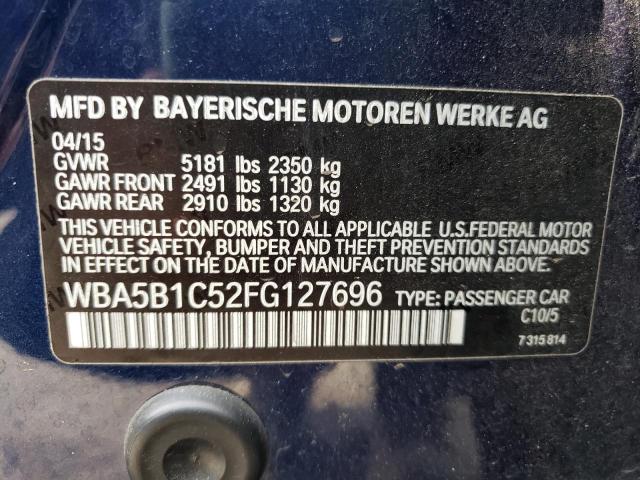 MFD BY BAYERISCHE MOTOREN WERKE AG
04/15
GVWR 5181 lbs 2350 kg
GAWR FRONT 2491 lbs 1130 kg
GAWR REAR 2910 lbs 1320 kg
THIS VEHICLE CONFORMS TO ALL APPLICABLE U.S.FEDERAL MOTOR
VEHICLE SAFETY, BUMPER AND THEFT PREVENTION STANDARDS
IN EFFECT ON THE DATE OF MANUFACTURE SHOWN ABOVE.
WBA5B1C52FG127696 TYPE: PASSENGER CAR
C10/5
7 315 814